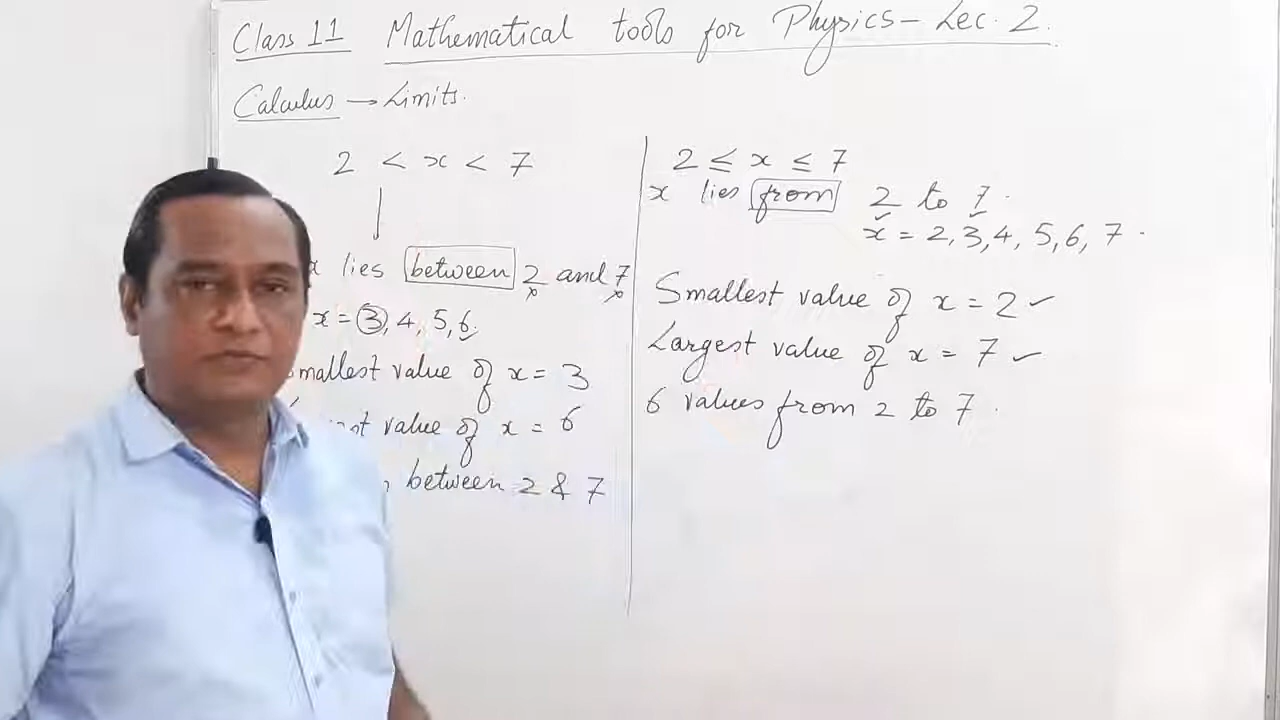 Class 11 Mathematical tools for Physics - Lec. 2.
Calculus → Limits.
2 < x < 7
x lies between 2 and 7
x = 3, 4, 5, 6.
smallest value of x = 3
value of x = 6
between 2 & 7
2 ≤ x ≤ 7
x lies from 2 to 7.
x = 2, 3, 4, 5, 6, 7.
Smallest value of x = 2 ✓
Largest value of x = 7 ✓
6 values from 2 to 7.